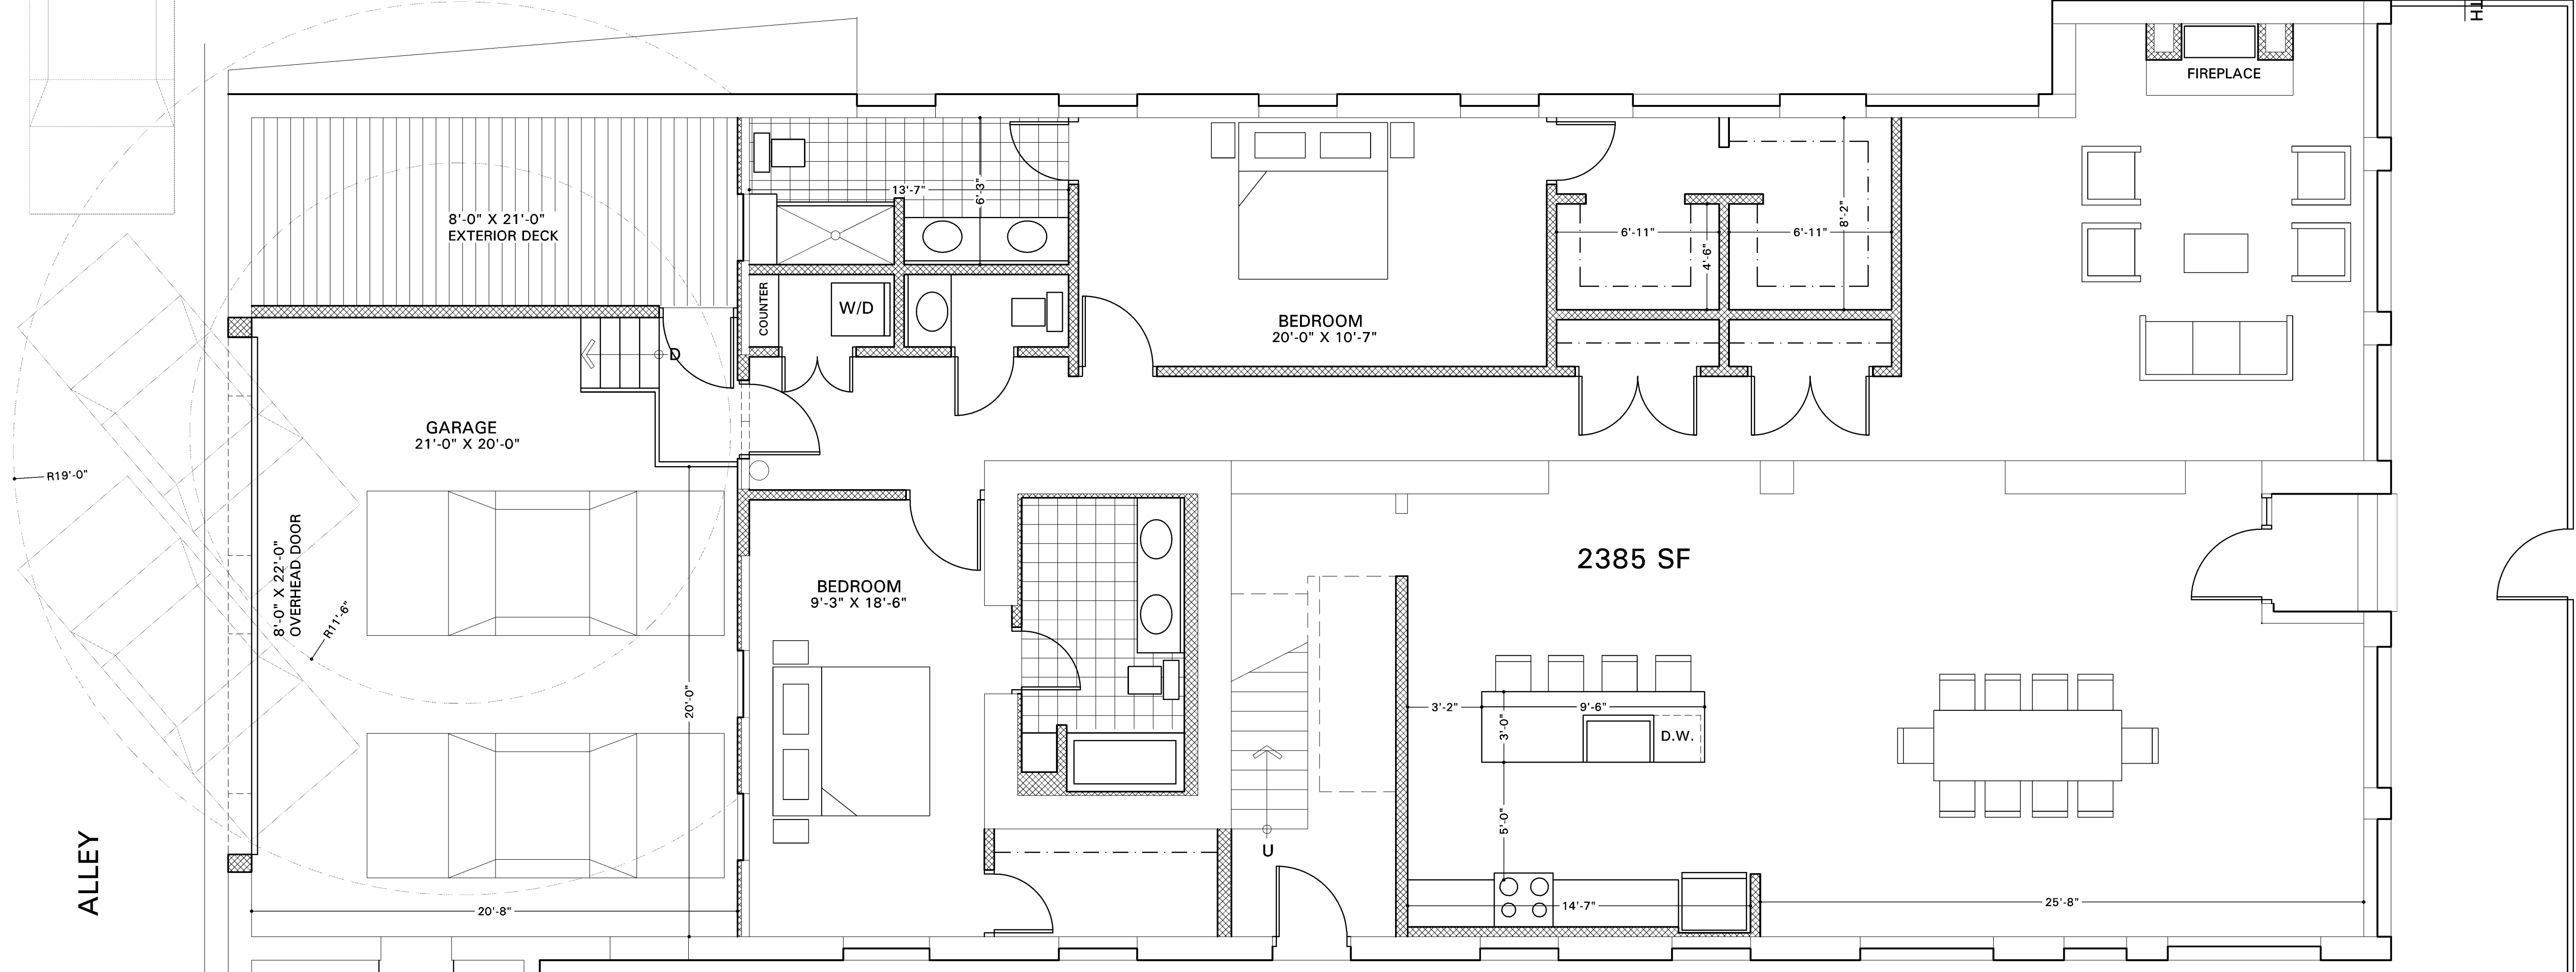 TH
FIREPLACE
13'-7"
6'-3"
8'-0" X 21'-0"
EXTERIOR DECK
6'-11"
4'-6"
6'-11"
8'-2"
COUNTER
W/D
BEDROOM
20'-0" X 10'-7"
D
GARAGE
21'-0" X 20'-0"
R19'-0"
8'-0" X 22'-0"
OVERHEAD DOOR
R11'-6"
BEDROOM
9'-3" X 18'-6"
2385 SF
20'-0"
3'-2"
9'-6"
3'-0"
D.W.
5'-0"
U
ALLEY
20'-8"
14'-7"
25'-8"